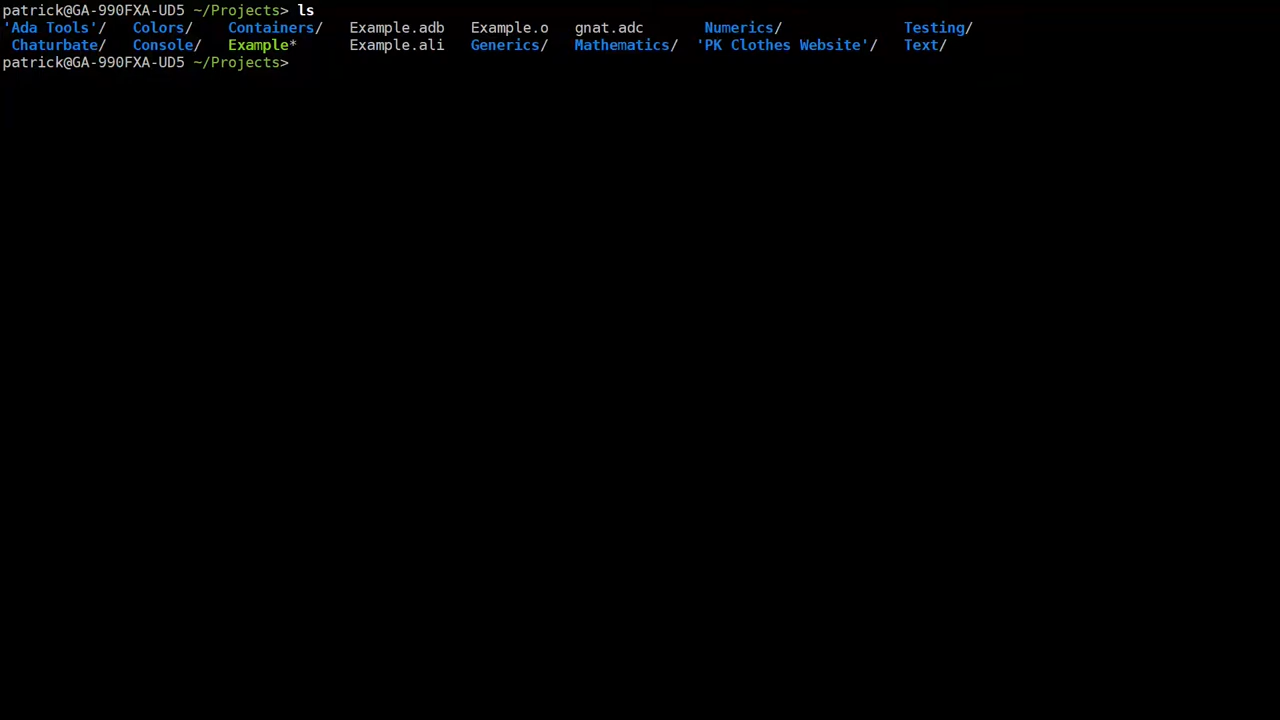 patrick@GA-990FXA-UD5 ~/Projects> ls
'Ada Tools'/   Colors/    Containers/   Example.adb   Example.o   gnat.adc       Numerics/              Testing/
 Chaturbate/   Console/   Example*      Example.ali   Generics/   Mathematics/  'PK Clothes Website'/   Text/
patrick@GA-990FXA-UD5 ~/Projects>